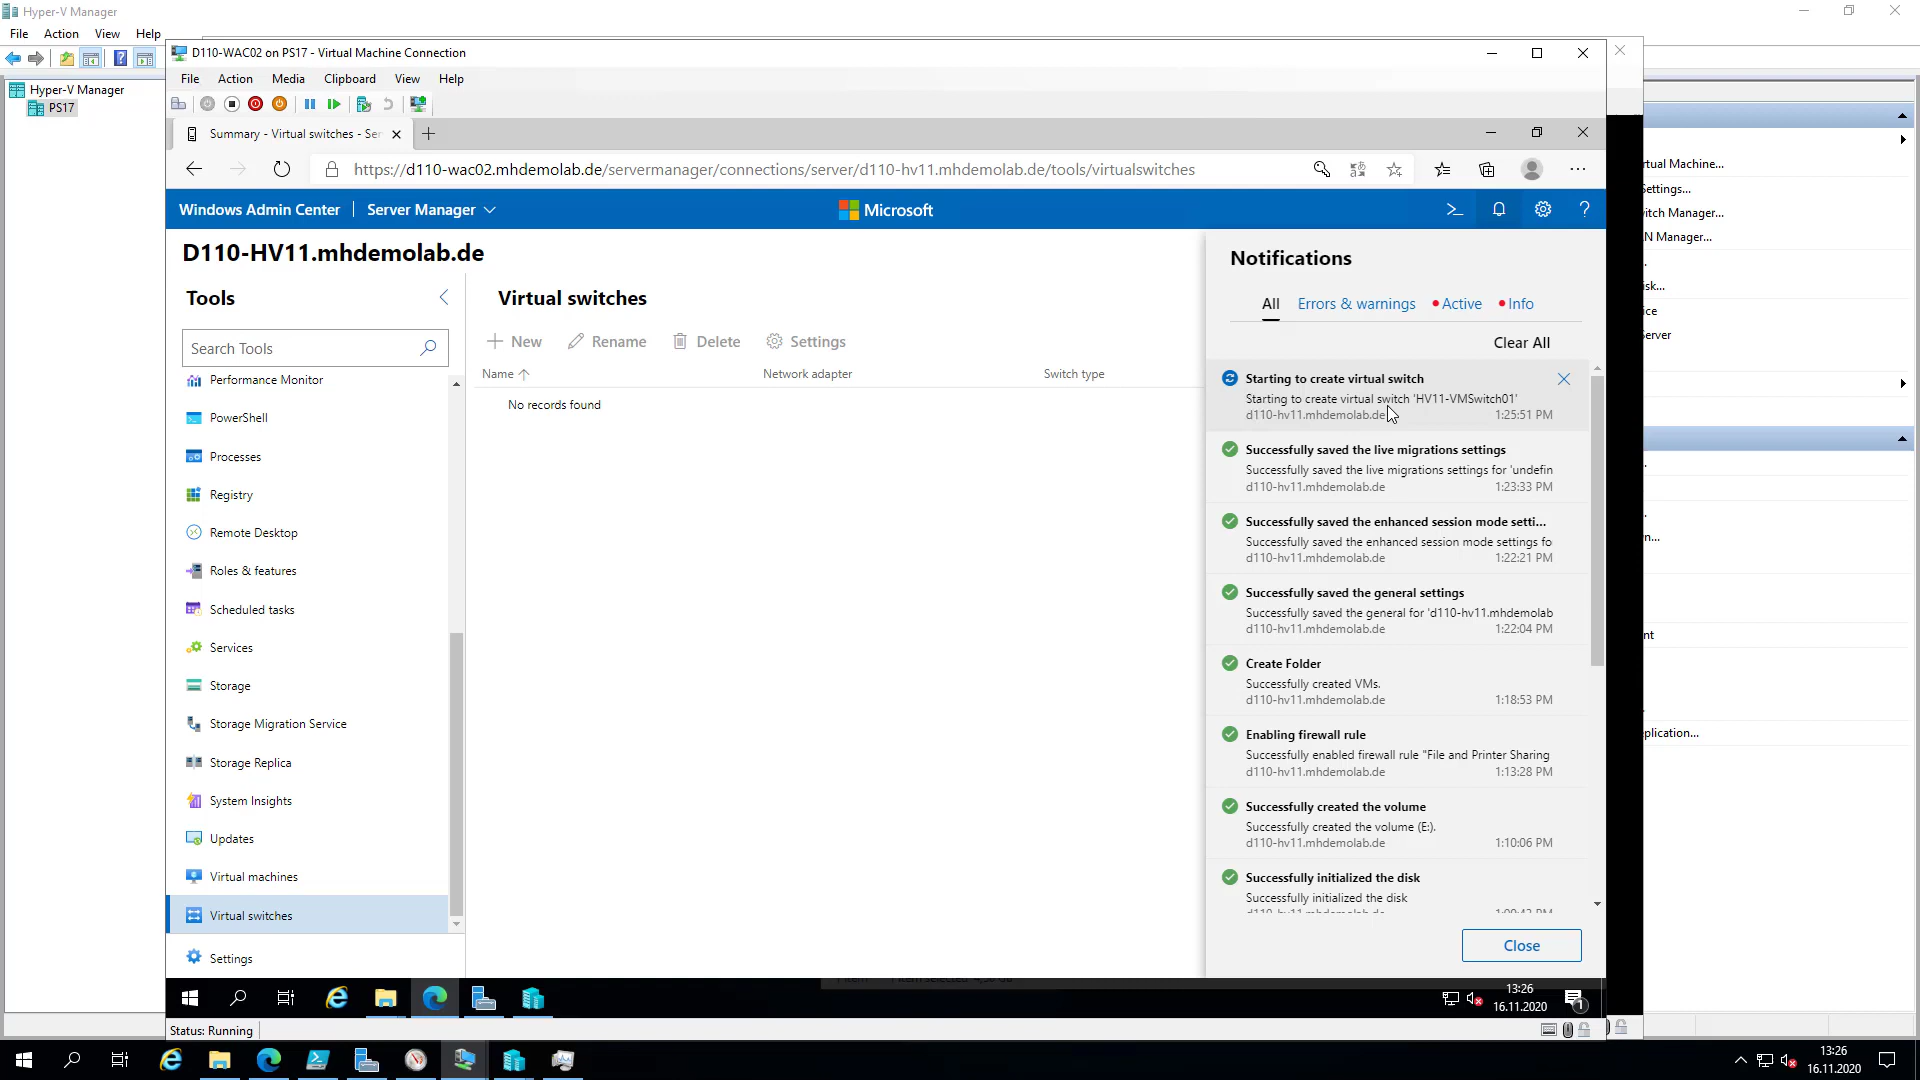 Hyper-V Manager
File Action View Help
Hyper-V Manager
PS17
D110-WAC02 on PS17 - Virtual Machine Connection
File Action Media Clipboard View Help
Summary - Virtual switches - Ser
https://d110-wac02.mhdemolab.de/servermanager/connections/server/d110-hv11.mhdemolab.de/tools/virtualswitches
Windows Admin Center | Server Manager
Microsoft
D110-HV11.mhdemolab.de
Tools
Search Tools
Performance Monitor
PowerShell
Processes
Registry
Remote Desktop
Roles & features
Scheduled tasks
Services
Storage
Storage Migration Service
Storage Replica
System Insights
Updates
Virtual machines
Virtual switches
Settings
Virtual switches
New Rename Delete Settings
Name Network adapter Switch type
No records found
Notifications
All Errors & warnings Active Info
Clear All
Starting to create virtual switch
Starting to create virtual switch 'HV11-VMSwitch01'
d110-hv11.mhdemolab.de 1:25:51 PM
Successfully saved the live migrations settings
Successfully saved the live migrations settings for 'undefin
d110-hv11.mhdemolab.de 1:23:33 PM
Successfully saved the enhanced session mode setti...
Successfully saved the enhanced session mode settings fo
d110-hv11.mhdemolab.de 1:22:21 PM
Successfully saved the general settings
Successfully saved the general for 'd110-hv11.mhdemolab
d110-hv11.mhdemolab.de 1:22:04 PM
Create Folder
Successfully created VMs.
d110-hv11.mhdemolab.de 1:18:53 PM
Enabling firewall rule
Successfully enabled firewall rule "File and Printer Sharing
d110-hv11.mhdemolab.de 1:13:28 PM
Successfully created the volume
Successfully created the volume (E:).
d110-hv11.mhdemolab.de 1:10:06 PM
Successfully initialized the disk
Successfully initialized the disk
Close
rtual Machine...
Settings...
itch Manager...
N Manager...
.
sk...
ice
Server
.
.
n...
nt
.
eplication...
13:26
16.11.2020
1
Status: Running
13:26
16.11.2020